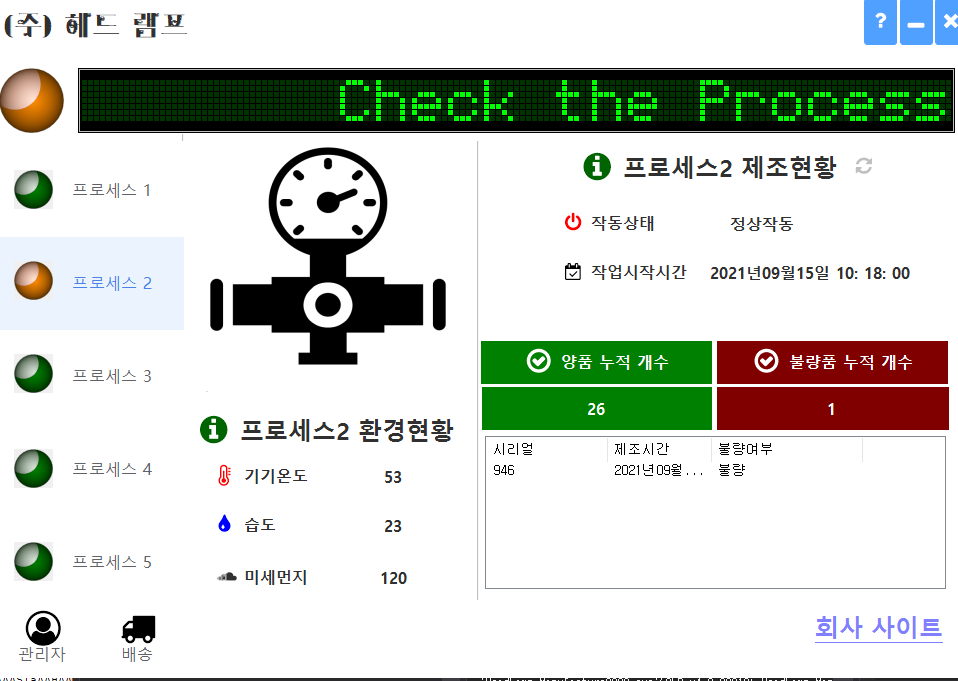 (주) 헤드 램프
?
Check the Process
프로세스 1
프로세스 2
프로세스 3
프로세스 4
프로세스 5
관리자
배송
프로세스2 환경현황
기기온도 53
습도 23
미세먼지 120
프로세스2 제조현황
작동상태 정상작동
작업시작시간 2021년09월15일 10: 18: 00
양품 누적 개수 불량품 누적 개수
26 1
시리얼 제조시간 불량여부
946 2021년09월... 불량
회사 사이트